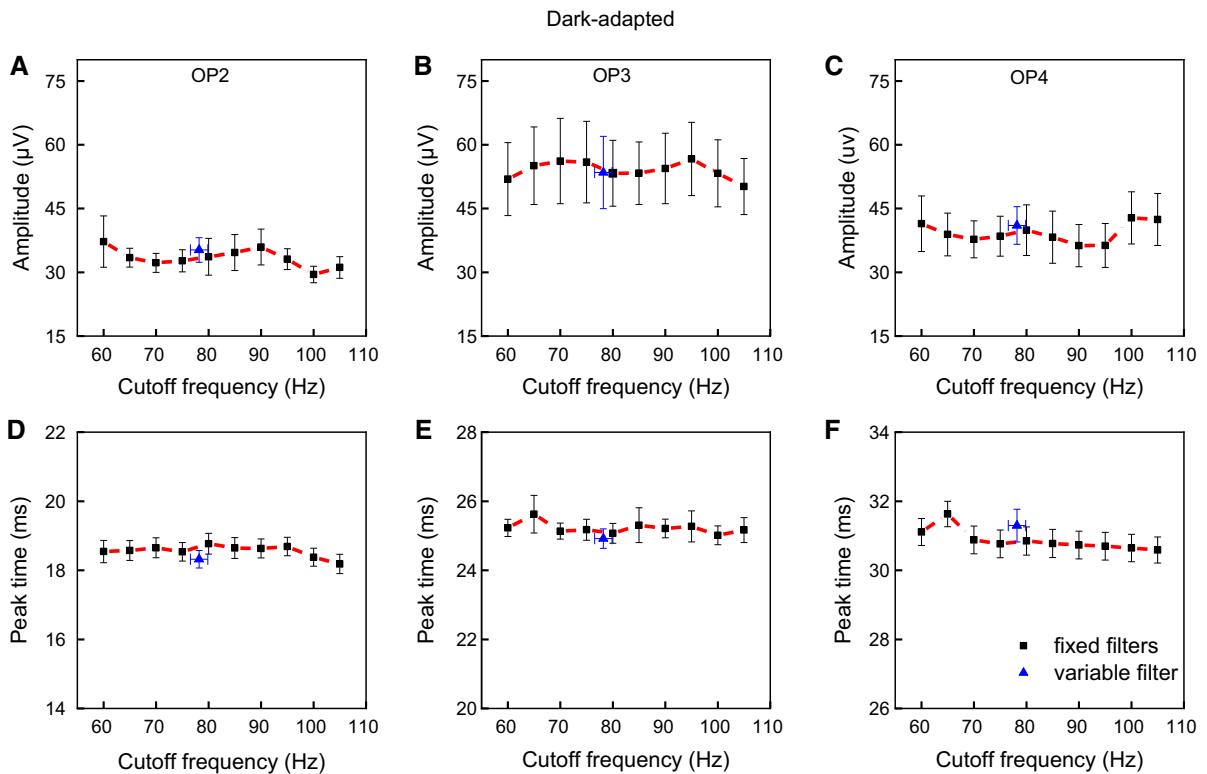 Dark-adapted
A
OP2
Amplitude (µV)
75
60
45
30
15
60 70 80 90 100 110
Cutoff frequency (Hz)
B
OP3
Amplitude (µV)
75
60
45
30
15
60 70 80 90 100 110
Cutoff frequency (Hz)
C
OP4
Amplitude (uv)
75
60
45
30
15
60 70 80 90 100 110
Cutoff frequency (Hz)
D
Peak time (ms)
22
20
18
16
14
60 70 80 90 100 110
Cutoff frequency (Hz)
E
Peak time (ms)
28
26
24
22
20
60 70 80 90 100 110
Cutoff frequency (Hz)
F
Peak time (ms)
34
32
30
28
26
fixed filters
variable filter
60 70 80 90 100 110
Cutoff frequency (Hz)